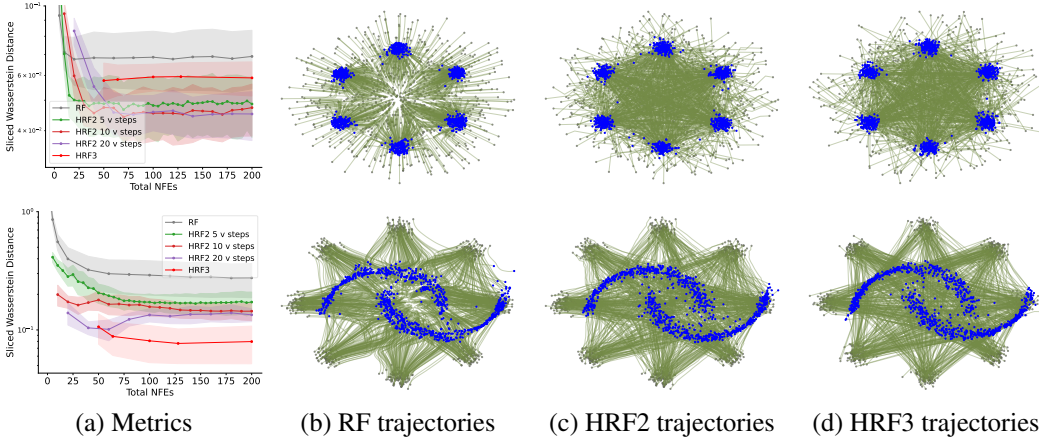 10⁻¹
6 × 10⁻²
4 × 10⁻²
Sliced Wasserstein Distance
RF
HRF2 5 v steps
HRF2 10 v steps
HRF2 20 v steps
HRF3
0 25 50 75 100 125 150 175 200
Total NFEs
10⁰
10⁻¹
Sliced Wasserstein Distance
RF
HRF2 5 v steps
HRF2 10 v steps
HRF2 20 v steps
HRF3
0 25 50 75 100 125 150 175 200
Total NFEs
(a) Metrics (b) RF trajectories (c) HRF2 trajectories (d) HRF3 trajectories